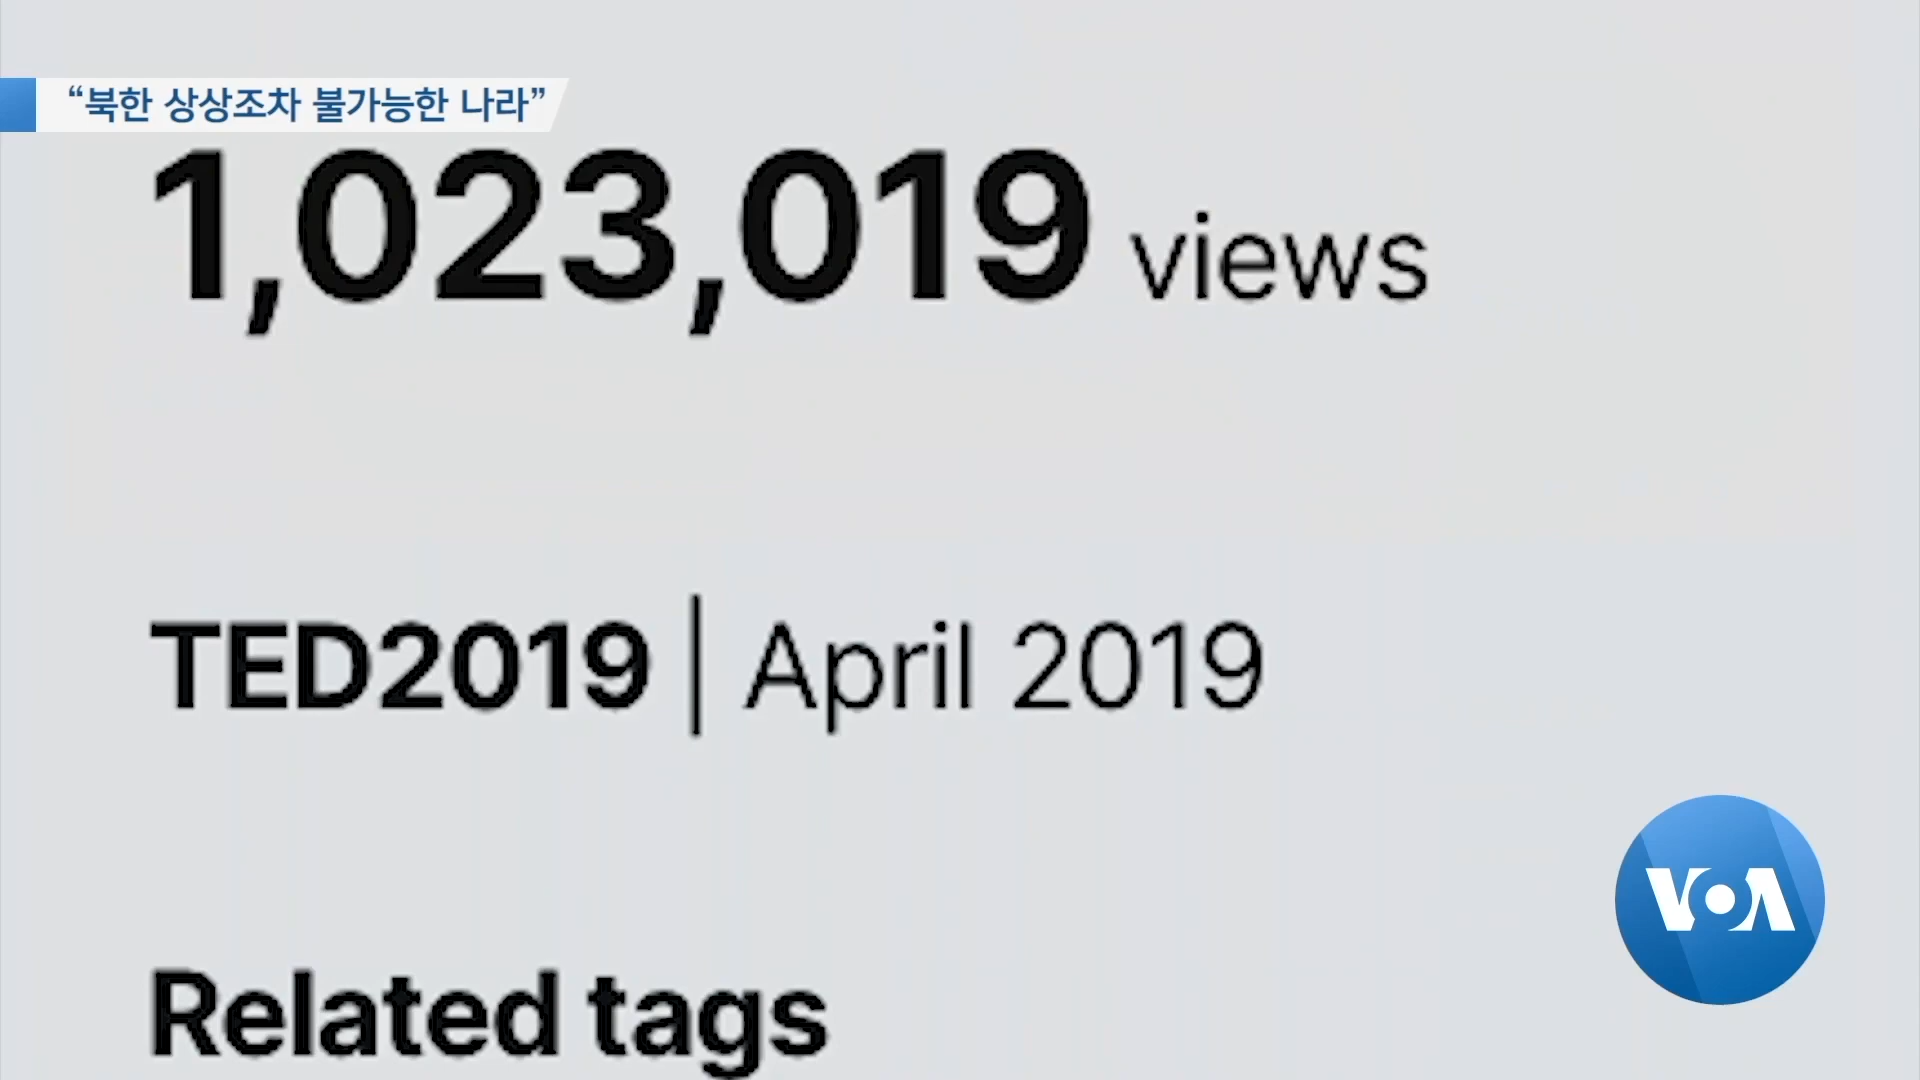 “북한 상상조차 불가능한 나라”
1,023,019 views
TED2019 | April 2019
Related tags
VOA